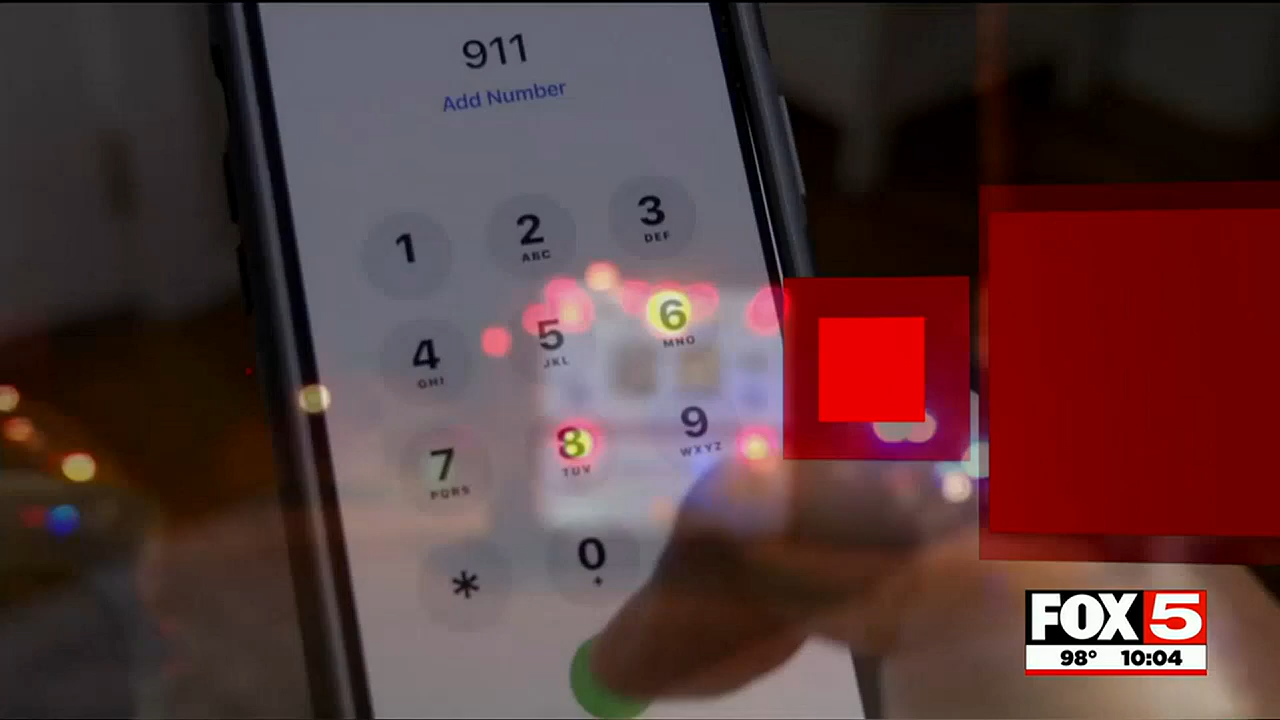 911
Add Number
1
2
ABC
3
DEF
4
GHI
5
JKL
6
MNO
7
PQRS
8
TUV
9
WXYZ
*
0
+
FOX 5
98° 10:04